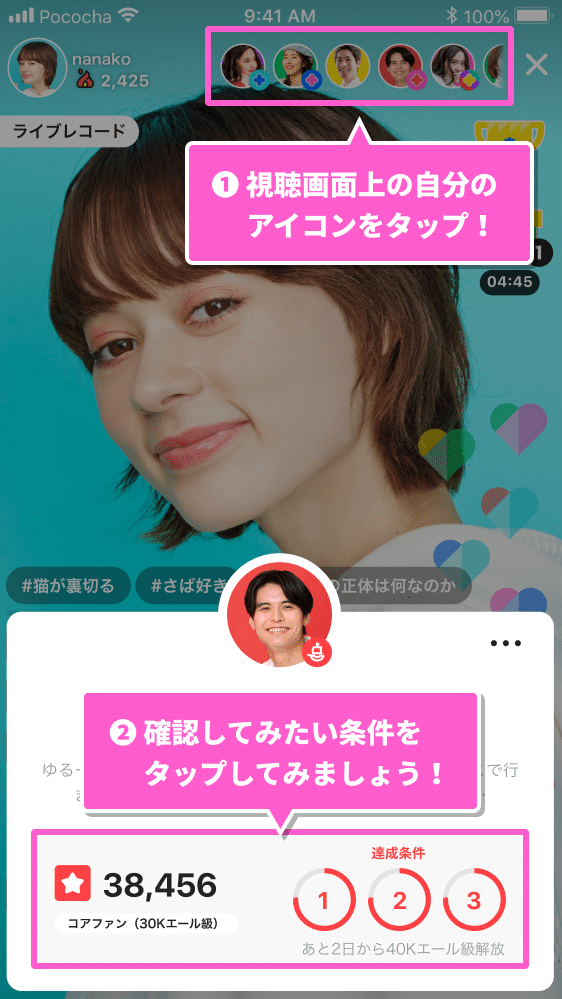 Pococha
9:41 AM
100%
nanako
2,425
ライブレコード
❶ 視聴画面上の自分の
アイコンをタップ！
1
04:45
#猫が裏切る
#さば好き
の正体は何なのか
❷ 確認してみたい条件を
タップしてみましょう！
ゆる
で行
38,456
コアファン（30Kエール級）
達成条件
1 2 3
あと2日から40Kエール級解放